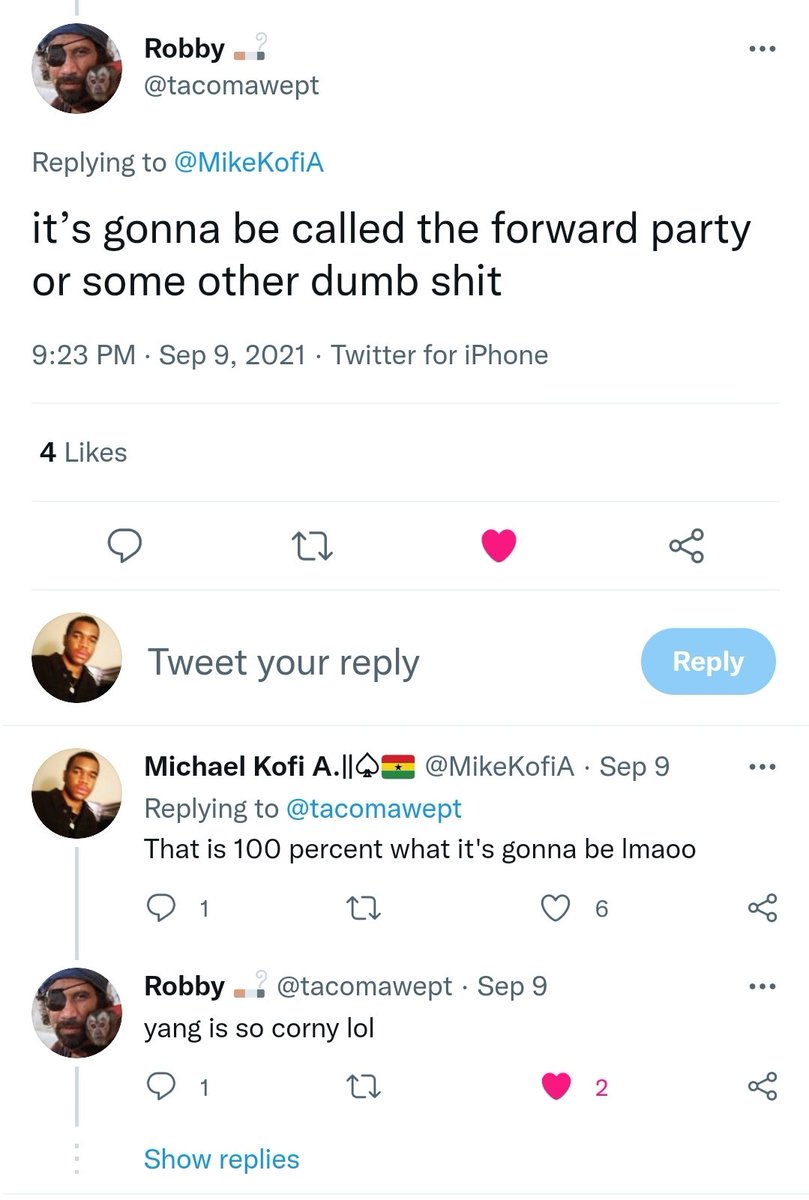 Robby 🚬
@tacomawept
Replying to @MikeKofiA
it’s gonna be called the forward party
or some other dumb shit
9:23 PM · Sep 9, 2021 · Twitter for iPhone
4 Likes
Tweet your reply
Reply
Michael Kofi A.||♤🇬🇭 @MikeKofiA · Sep 9
Replying to @tacomawept
That is 100 percent what it's gonna be lmaoo
1
6
Robby 🚬 @tacomawept · Sep 9
yang is so corny lol
1
2
Show replies